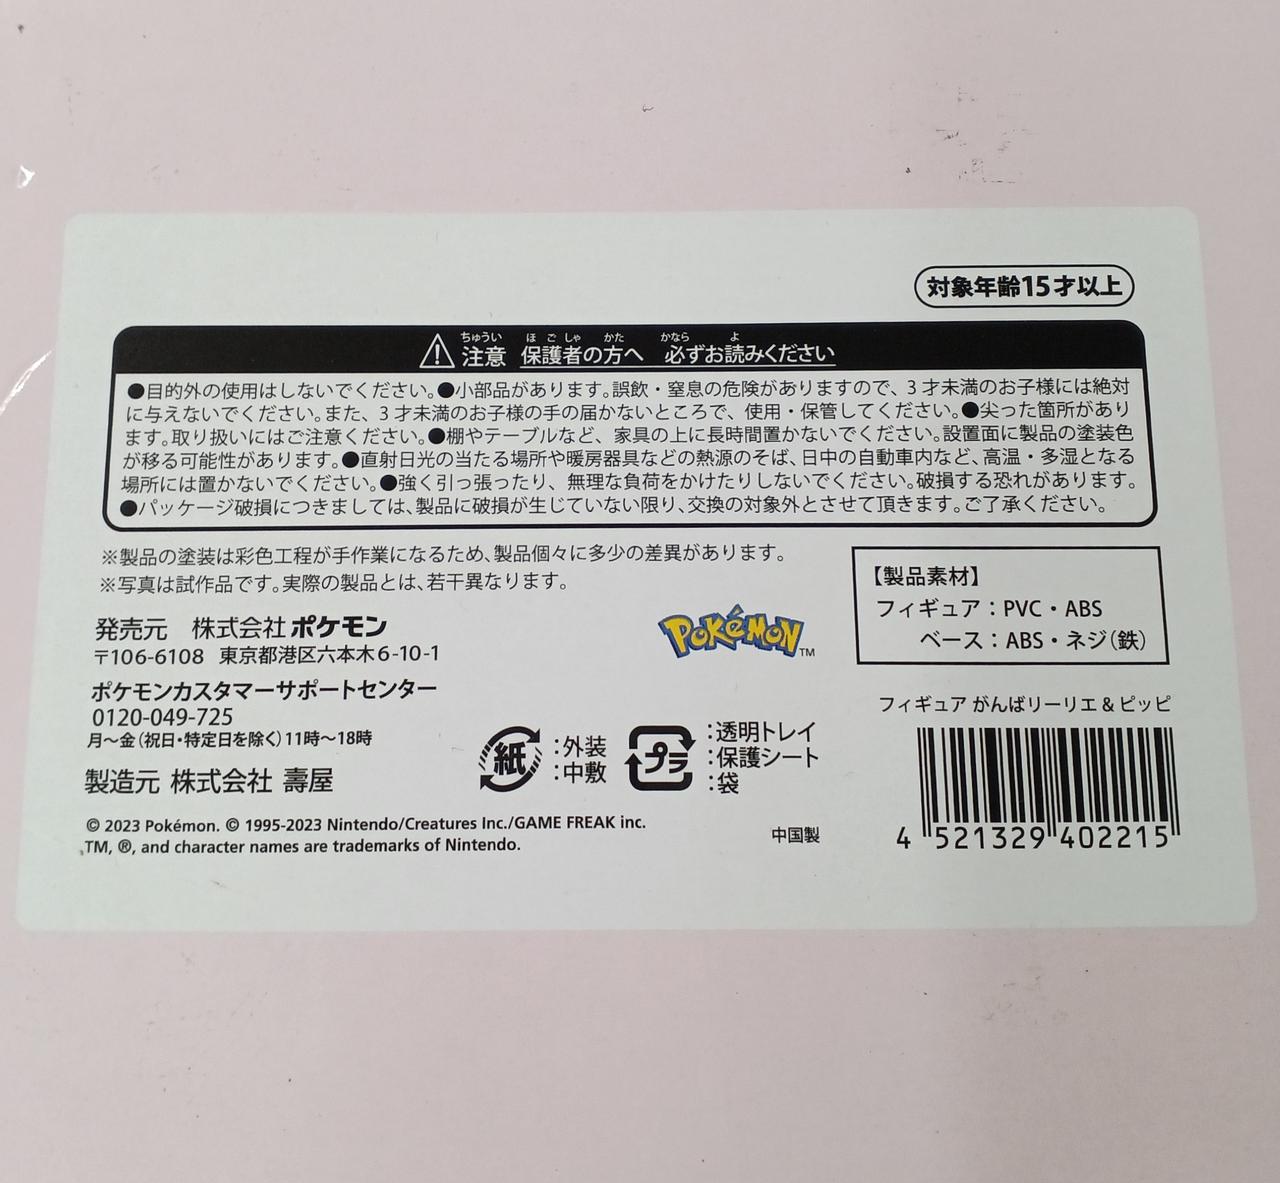 対象年齢15才以上
ちゅうい ほごしゃ かた かなら よ
注意 保護者の方へ 必ずお読みください
●目的外の使用はしないでください。●小部品があります。誤飲・窒息の危険がありますので、3才未満のお子様には絶対
に与えないでください。また、3才未満のお子様の手の届かないところで、使用・保管してください。●尖った箇所があり
ます。取り扱いにはご注意ください。●棚やテーブルなど、家具の上に長時間置かないでください。設置面に製品の塗装色
が移る可能性があります。●直射日光の当たる場所や暖房器具などの熱源のそば、日中の自動車内など、高温・多湿となる
場所には置かないでください。●強く引っ張ったり、無理な負荷をかけたりしないでください。破損する恐れがあります。
●パッケージ破損につきましては、製品に破損が生じていない限り、交換の対象外とさせて頂きます。ご了承ください。
※製品の塗装は彩色工程が手作業になるため、製品個々に多少の差異があります。
※写真は試作品です。実際の製品とは、若干異なります。
発売元 株式会社ポケモン
〒106-6108 東京都港区六本木6-10-1
ポケモンカスタマーサポートセンター
0120-049-725
月〜金(祝日・特定日を除く)11時〜18時
製造元 株式会社 壽屋
© 2023 Pokémon. © 1995-2023 Nintendo/Creatures Inc./GAME FREAK inc.
TM, ®, and character names are trademarks of Nintendo.
POKéMON TM
紙 :外装
:中敷
プラ :透明トレイ
:保護シート
:袋
中国製
【製品素材】
フィギュア:PVC・ABS
ベース:ABS・ネジ(鉄)
フィギュア がんばリーリエ&ピッピ
4 521329 402215